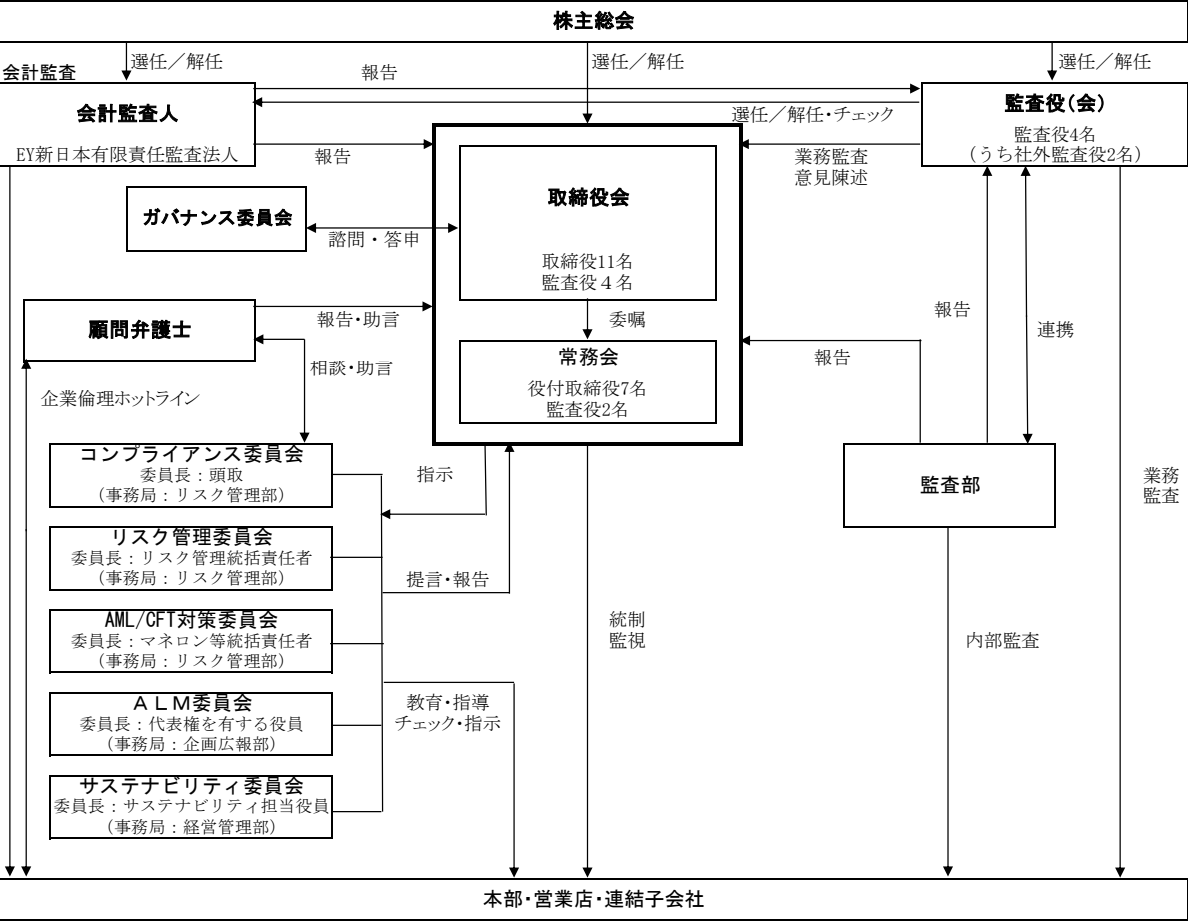 株主総会
選任／解任
選任／解任
選任／解任
会計監査
報告
会計監査人
EY新日本有限責任監査法人
選任／解任・チェック
監査役（会）
監査役4名
（うち社外監査役2名）
報告
業務監査
意見陳述
取締役会
取締役11名
監査役４名
ガバナンス委員会
諮問・答申
顧問弁護士
報告・助言
委嘱
報告
連携
常務会
役付取締役7名
監査役2名
報告
相談・助言
企業倫理ホットライン
コンプライアンス委員会
委員長：頭取
（事務局：リスク管理部）
指示
監査部
業務
監査
リスク管理委員会
委員長：リスク管理統括責任者
（事務局：リスク管理部）
提言・報告
AML/CFT対策委員会
委員長：マネロン等統括責任者
（事務局：リスク管理部）
統制
監視
内部監査
ＡＬＭ委員会
委員長：代表権を有する役員
（事務局：企画広報部）
教育・指導
チェック・指示
サステナビリティ委員会
委員長：サステナビリティ担当役員
（事務局：経営管理部）
本部・営業店・連結子会社